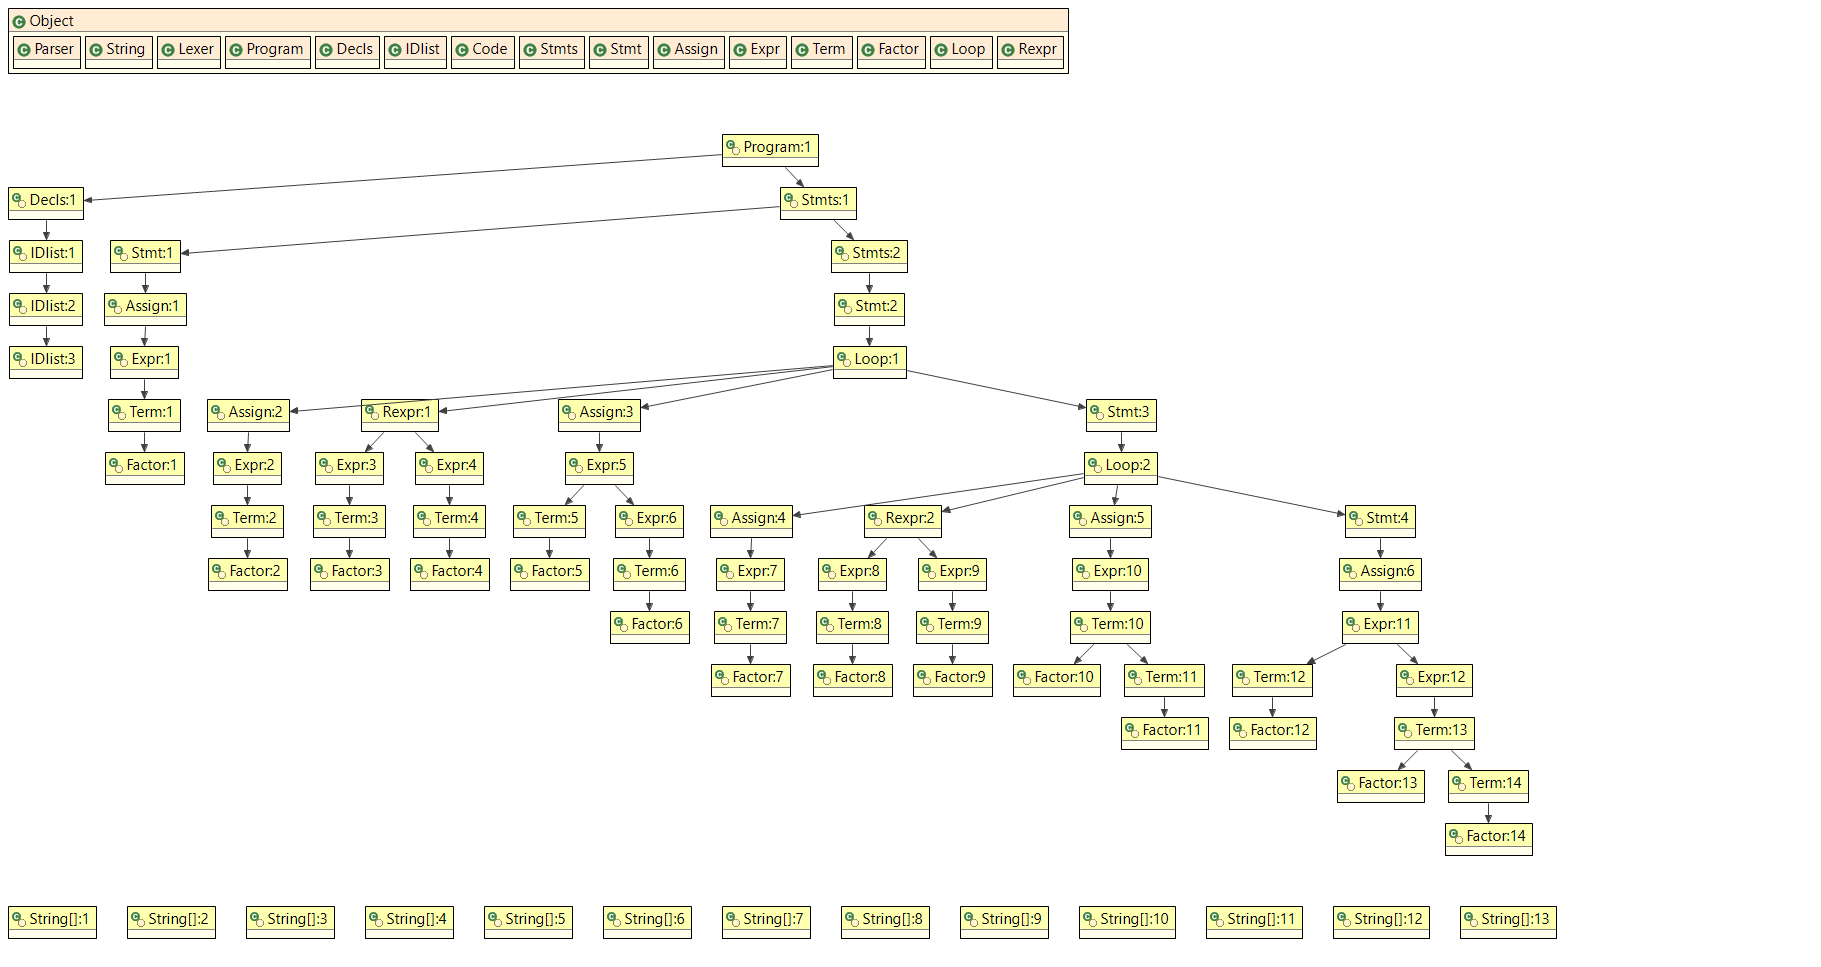 Object
Parser String Lexer Program Decls IDlist Code Stmts Stmt Assign Expr Term Factor Loop Rexpr
Program:1
Decls:1 Stmts:1
IDlist:1 Stmt:1 Stmts:2
IDlist:2 Assign:1 Stmt:2
IDlist:3 Expr:1 Loop:1
Term:1 Assign:2 Rexpr:1 Assign:3 Stmt:3
Factor:1 Expr:2 Expr:3 Expr:4 Expr:5 Loop:2
Term:2 Term:3 Term:4 Term:5 Expr:6 Assign:4 Rexpr:2 Assign:5 Stmt:4
Factor:2 Factor:3 Factor:4 Factor:5 Term:6 Expr:7 Expr:8 Expr:9 Expr:10 Assign:6
Factor:6 Term:7 Term:8 Term:9 Term:10 Expr:11
Factor:7 Factor:8 Factor:9 Factor:10 Term:11 Term:12 Expr:12
Factor:11 Factor:12 Term:13
Factor:13 Term:14
Factor:14
String[]:1 String[]:2 String[]:3 String[]:4 String[]:5 String[]:6 String[]:7 String[]:8 String[]:9 String[]:10 String[]:11 String[]:12 String[]:13